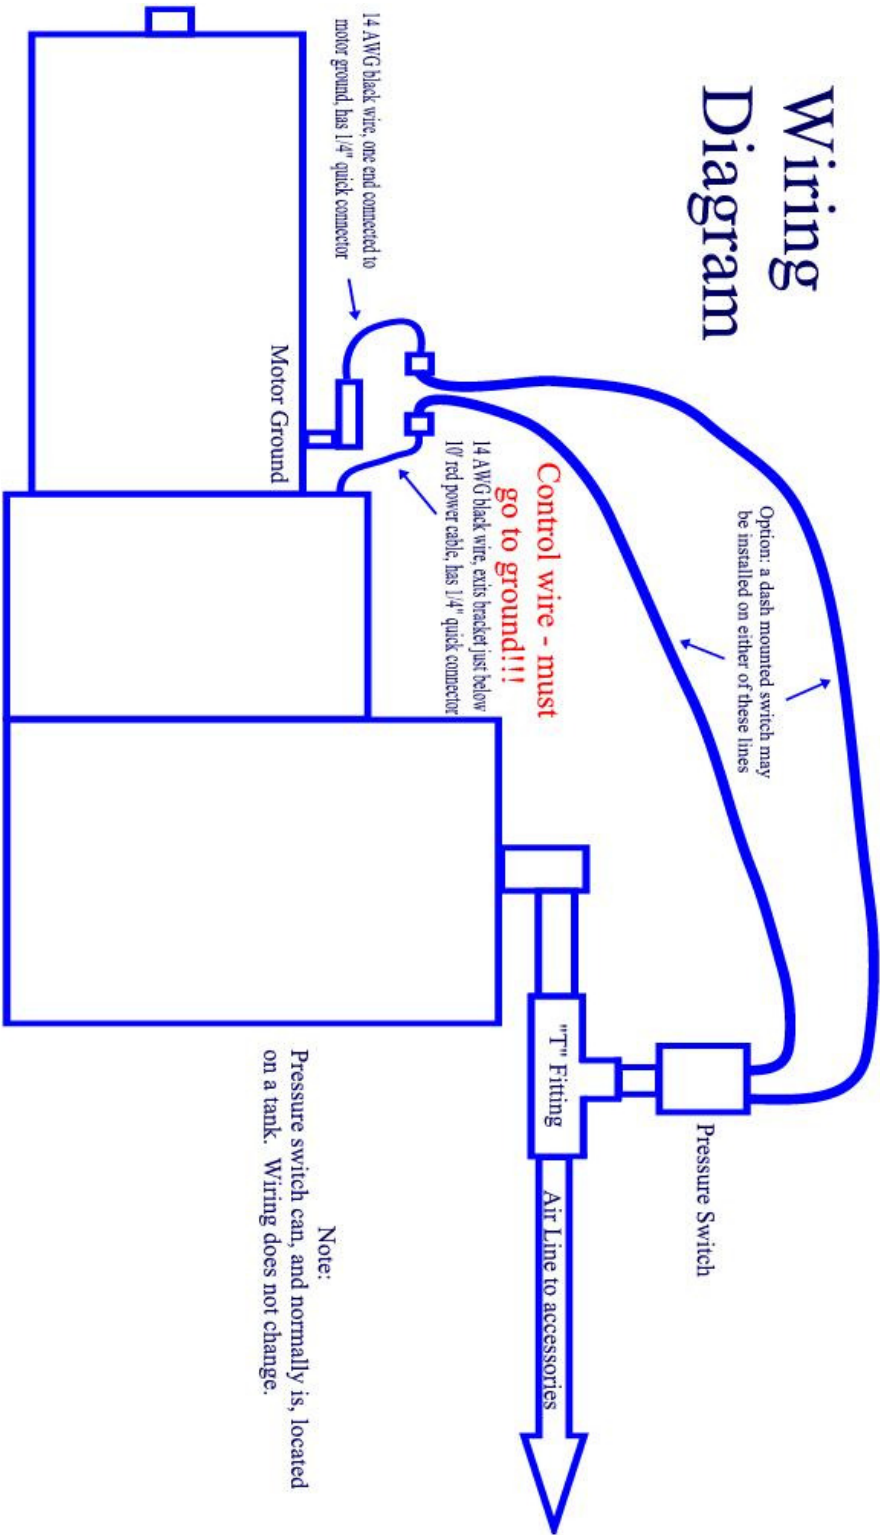 Wiring
Diagram
14 AWG black wire, one end connected to
motor ground, has 1/4" quick connector
Motor Ground
Option: a dash mounted switch may
be installed on either of these lines
Control wire - must
go to ground!!!
14 AWG black wire, exits bracket just below
10' red power cable, has 1/4" quick connector
"T" Fitting
Pressure Switch
Air Line to accessories
Note:
Pressure switch can, and normally is, located
on a tank. Wiring does not change.